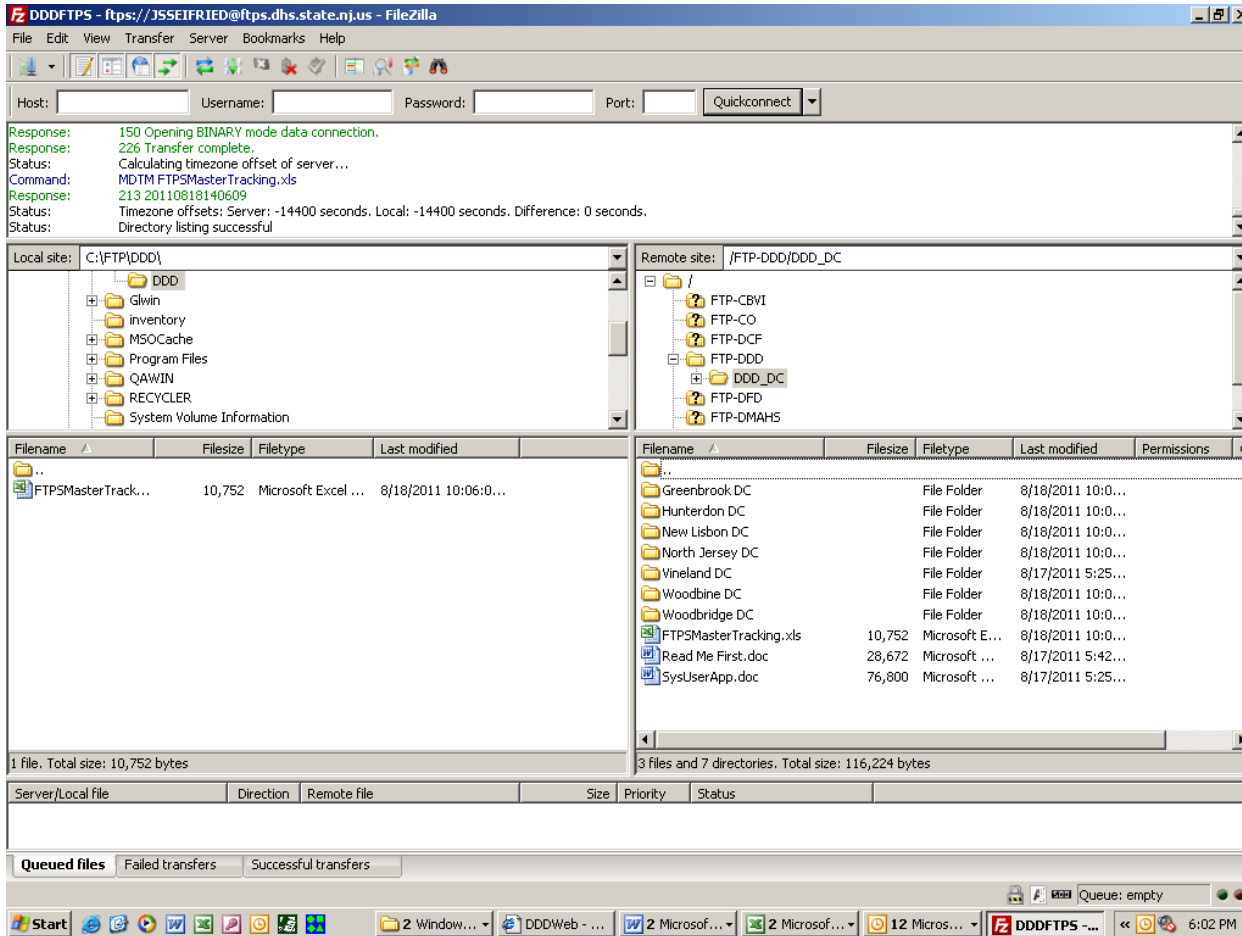 DDDFTPS - ftps://JSSEIFRIED@ftps.dhs.state.nj.us - FileZilla
File Edit View Transfer Server Bookmarks Help
Host: Username: Password: Port: Quickconnect
Response: 150 Opening BINARY mode data connection.
Response: 226 Transfer complete.
Status: Calculating timezone offset of server...
Command: MDTM FTPSMasterTracking.xls
Response: 213 20110818140609
Status: Timezone offsets: Server: -14400 seconds. Local: -14400 seconds. Difference: 0 seconds.
Status: Directory listing successful
Local site: C:\FTP\DDD\
DDD
Glwin
inventory
MSOCache
Program Files
QAWIN
RECYCLER
System Volume Information
Remote site: /FTP-DDD/DDD_DC
/
FTP-CBVI
FTP-CO
FTP-DCF
FTP-DDD
DDD_DC
FTP-DFD
FTP-DMAHS
Filename Filesize Filetype Last modified
..
FTPSMasterTrack... 10,752 Microsoft Excel ... 8/18/2011 10:06:0...
1 file. Total size: 10,752 bytes
Filename Filesize Filetype Last modified Permissions
..
Greenbrook DC File Folder 8/18/2011 10:0...
Hunterdon DC File Folder 8/18/2011 10:0...
New Lisbon DC File Folder 8/18/2011 10:0...
North Jersey DC File Folder 8/18/2011 10:0...
Vineland DC File Folder 8/17/2011 5:25...
Woodbine DC File Folder 8/18/2011 10:0...
Woodbridge DC File Folder 8/18/2011 10:0...
FTPSMasterTracking.xls 10,752 Microsoft E... 8/18/2011 10:0...
Read Me First.doc 28,672 Microsoft ... 8/17/2011 5:42...
SysUserApp.doc 76,800 Microsoft ... 8/17/2011 5:25...
3 files and 7 directories. Total size: 116,224 bytes
Server/Local file Direction Remote file Size Priority Status
Queued files Failed transfers Successful transfers
Queue: empty
Start 2 Window... DDDWeb - ... 2 Microsof... 2 Microsof... 12 Micros... DDDFTPS -... « 6:02 PM